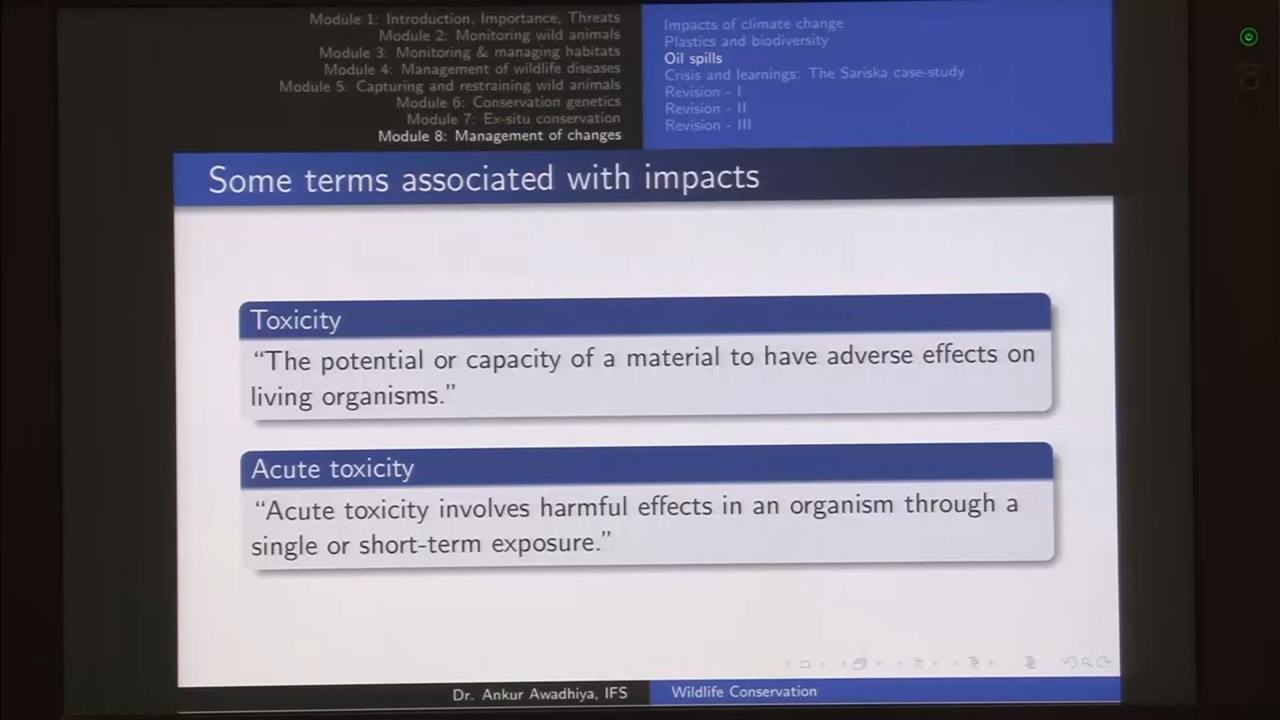 Module 1: Introduction, Importance, Threats
Module 2: Monitoring wild animals
Module 3: Monitoring & managing habitats
Module 4: Management of wildlife diseases
Module 5: Capturing and restraining wild animals
Module 6: Conservation genetics
Module 7: Ex-situ conservation
Module 8: Management of changes
Impacts of climate change
Plastics and biodiversity
Oil spills
Crisis and learnings: The Sariska case-study
Revision - I
Revision - II
Revision - III
Some terms associated with impacts
Toxicity
“The potential or capacity of a material to have adverse effects on
living organisms.”
Acute toxicity
“Acute toxicity involves harmful effects in an organism through a
single or short-term exposure.”
Dr. Ankur Awadhiya, IFS
Wildlife Conservation